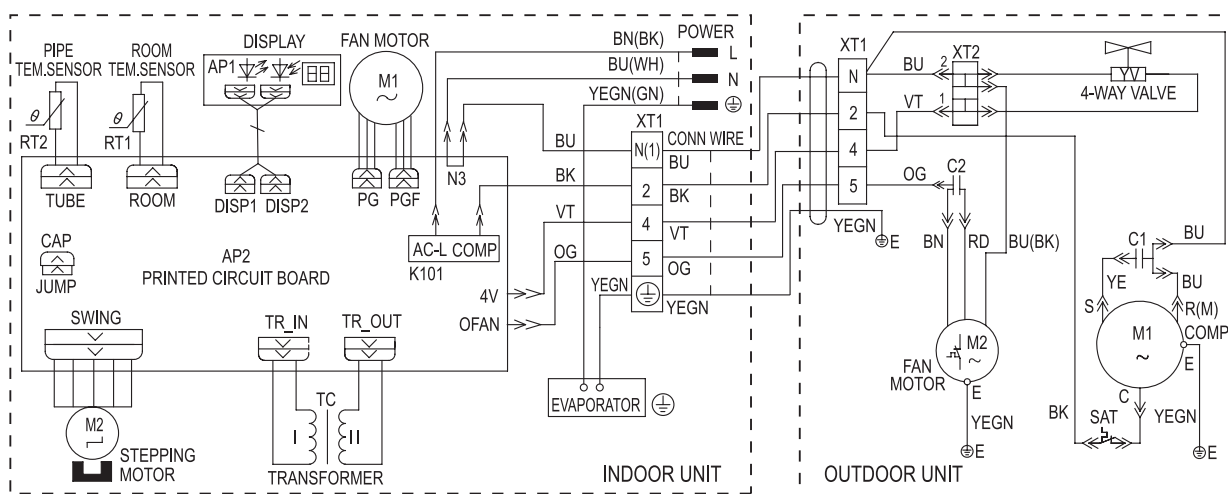 PIPE
TEM.SENSOR
ROOM
TEM.SENSOR
DISPLAY
AP1
88
FAN MOTOR
M1
~
BN(BK)
BU(WH)
YEGN(GN)
POWER
L
N
θ
RT2
θ
RT1
TUBE
ROOM
DISP1
DISP2
PG
PGF
N3
AC-L COMP
K101
CAP
JUMP
AP2
PRINTED CIRCUIT BOARD
4V
OFAN
SWING
TR_IN
TR_OUT
M2
STEPPING
MOTOR
TC
I
II
TRANSFORMER
BU
BK
VT
OG
YEGN
XT1
N(1)
2
4
5
CONN WIRE
BU
BK
VT
OG
YEGN
EVAPORATOR
INDOOR UNIT
XT1
N
2
4
5
BU
VT
OG
2
1
XT2
YV
4-WAY VALVE
YEGN
E
C2
BN
RD
BU(BK)
M2
~
FAN
MOTOR
E
YEGN
E
C1
BU
YE
BU
S
R(M)
M1
~
COMP
E
C
BK
SAT
YEGN
E
OUTDOOR UNIT